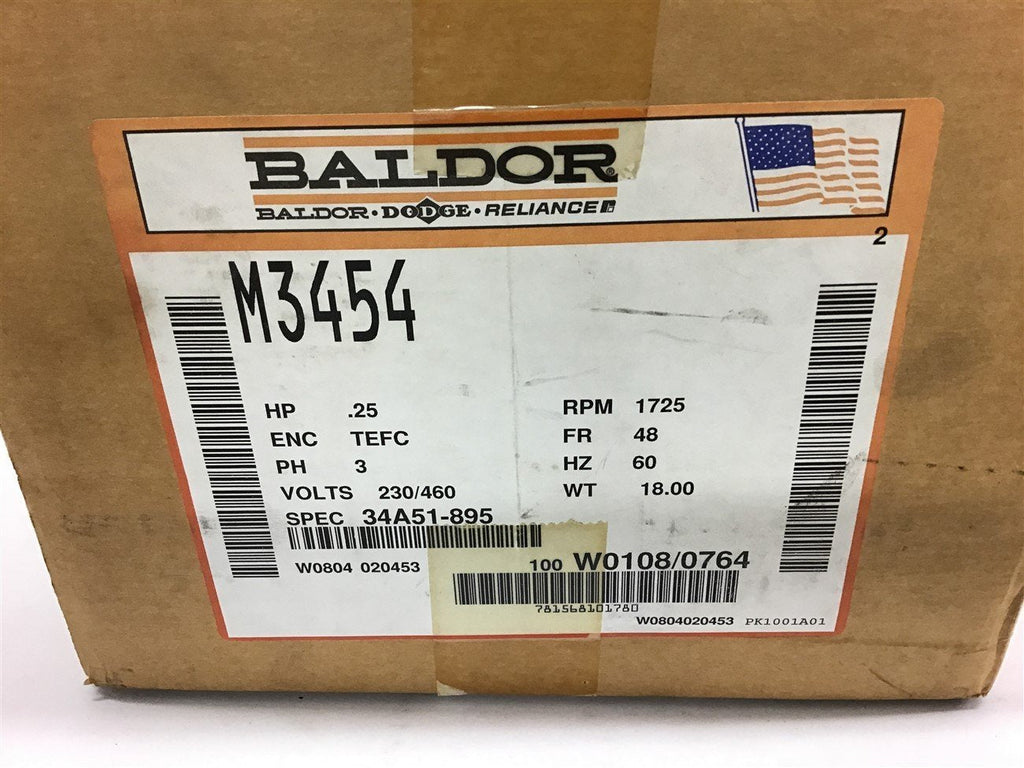 BALDOR®
BALDOR • DODGE • RELIANCE
2
M3454
HP .25 RPM 1725
ENC TEFC FR 48
PH 3 HZ 60
VOLTS 230/460 WT 18.00
SPEC 34A51-895
W0804 020453 100 W0108/0764
781568101780
W0804020453 PK1001A01